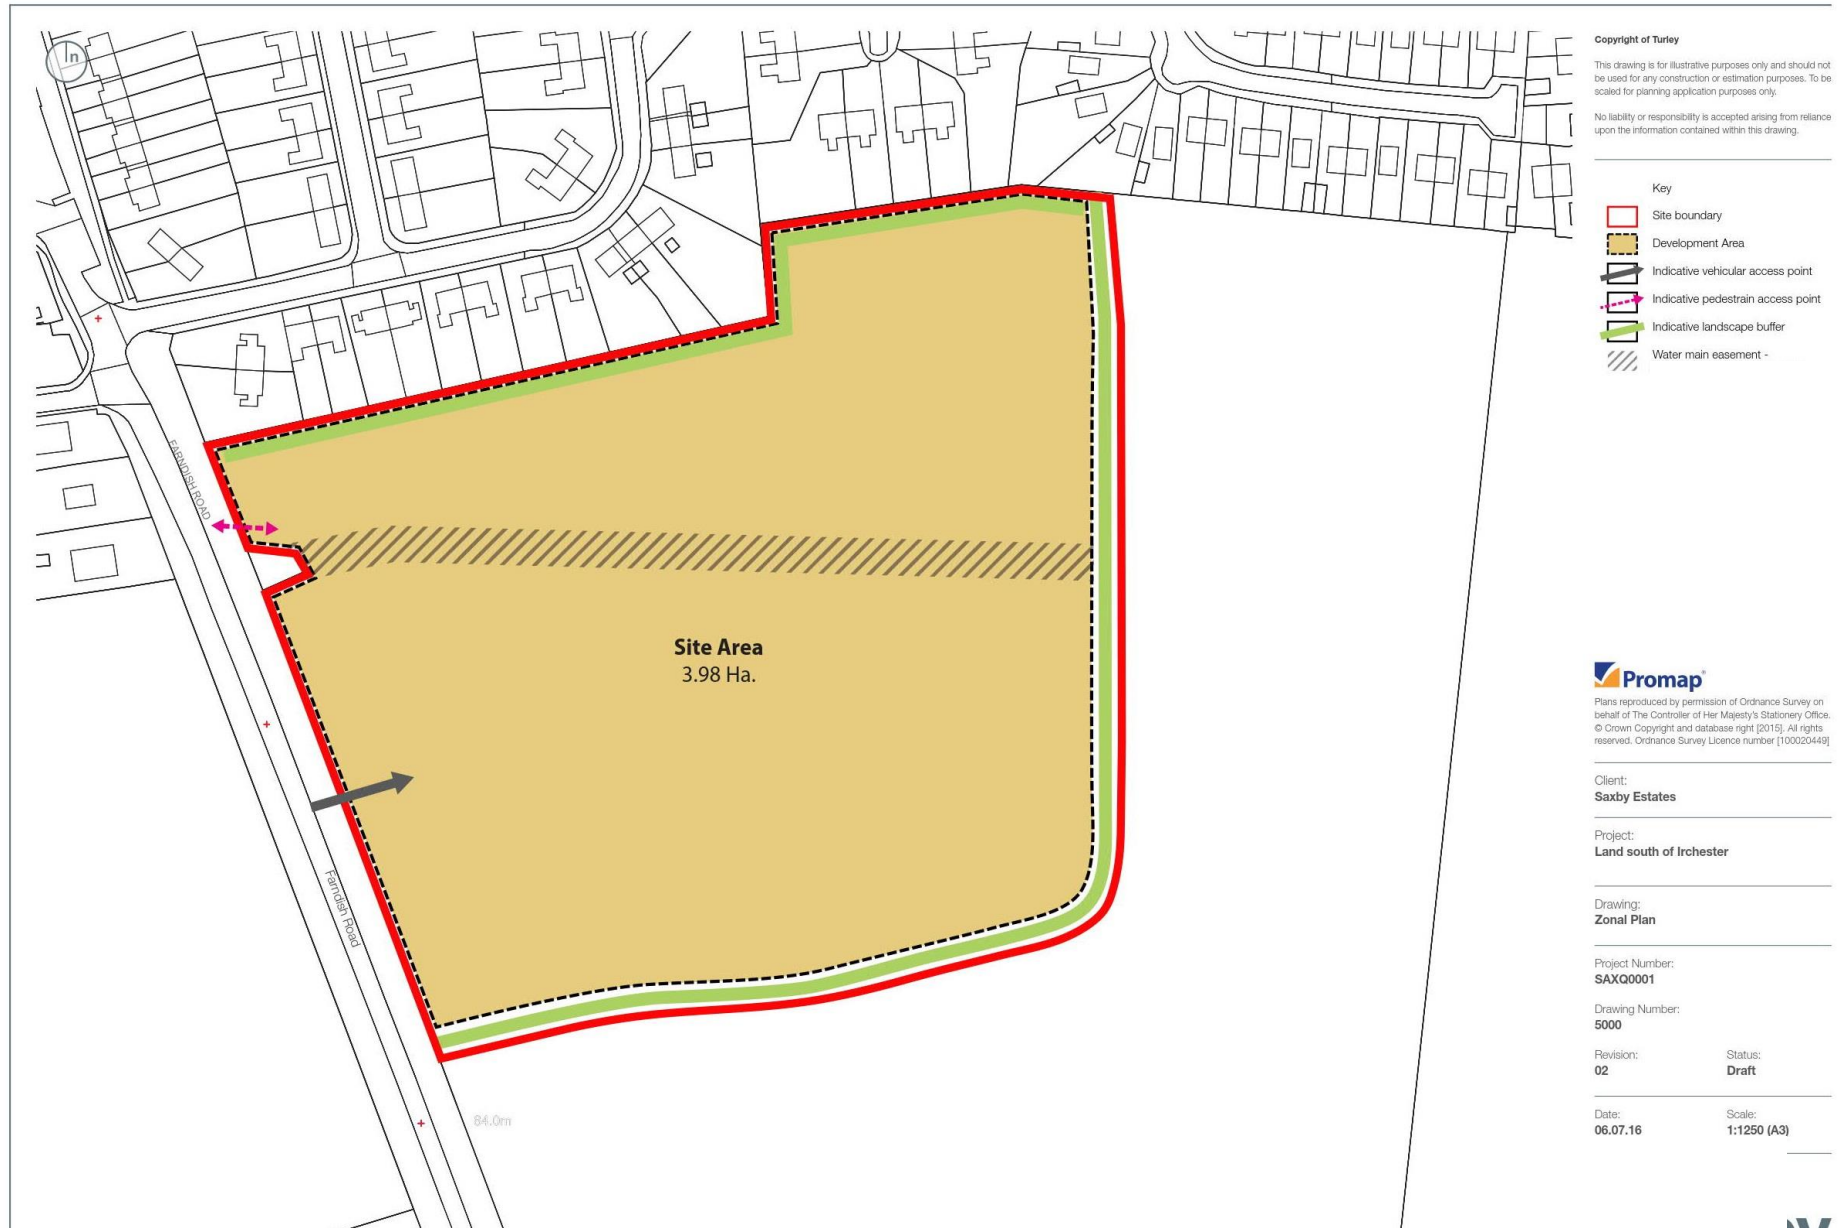 n
Copyright of Turley
This drawing is for illustrative purposes only and should not
be used for any construction or estimation purposes. To be
scaled for planning application purposes only.
No liability or responsibility is accepted arising from reliance
upon the information contained within this drawing.
Key
Site boundary
Development Area
Indicative vehicular access point
Indicative pedestrain access point
Indicative landscape buffer
Water main easement -
FARNDISH ROAD
Site Area
3.98 Ha.
Farndish Road
84.0m
Promap®
Plans reproduced by permission of Ordnance Survey on
behalf of The Controller of Her Majesty's Stationery Office.
© Crown Copyright and database right [2015]. All rights
reserved. Ordnance Survey Licence number [100020449]
Client:
Saxby Estates
Project:
Land south of Irchester
Drawing:
Zonal Plan
Project Number:
SAXQ0001
Drawing Number:
5000
Revision: Status:
02 Draft
Date: Scale:
06.07.16 1:1250 (A3)